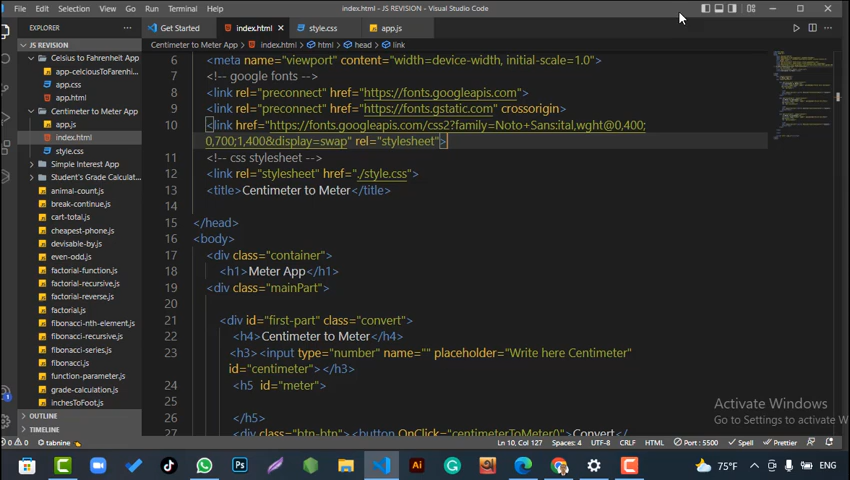 File Edit Selection View Go Run Terminal Help
index.html - JS REVISION - Visual Studio Code
EXPLORER
Get Started index.html style.css app.js
JS REVISION
Celsius to Fahrenheit App
app-celciousToFarenhi...
app.css
app.html
Centimeter to Meter App
app.js
index.html
Simple Interest App
Student's Grade Calculat...
animal-count.js
break-continue.js
cart-total.js
cheapest-phone.js
devisable-by.js
even-odd.js
factorial-function.js
factorial-recursive.js
factorial-reverse.js
factorial.js
fibonacci-nth-element.js
fibonacci-recursive.js
fibonacci-series.js
fibonacci.js
function-parameter.js
grade-calculation.js
inchesToFoot.js
OUTLINE
TIMELINE
Centimeter to Meter App > index.html > html > head > link
6 <meta name="viewport" content="width=device-width, initial-scale=1.0">
7 <!-- google fonts -->
8 <link rel="preconnect" href="https://fonts.googleapis.com">
9 <link rel="preconnect" href="https://fonts.gstatic.com" crossorigin>
10 <link href="https://fonts.googleapis.com/css2?family=Noto+Sans:ital,wght@0,400;
0,700;1,400&display=swap" rel="stylesheet">
11 <!-- css stylesheet -->
12 <link rel="stylesheet" href="./style.css">
13 <title>Centimeter to Meter</title>
14
15 </head>
16 <body>
17 <div class="container">
18 <h1>Meter App</h1>
19 <div class="mainPart">
20
21 <div id="first-part" class="convert">
22 <h4>Centimeter to Meter</h4>
23 <h3><input type="number" name="" placeholder="Write here Centimeter"
id="centimeter"></h3>
24 <h5 id="meter">
25
26 </h5>
27 <div class="btn-btn"><button OnClick="centimeterToMeter()">Convert</
Activate Windows
Go to Settings to activate W
1
0 0 tabnine
Ln 10, Col 127 Spaces: 4 UTF-8 CRLF HTML Port : 5500 Spell Prettier
75°F ENG